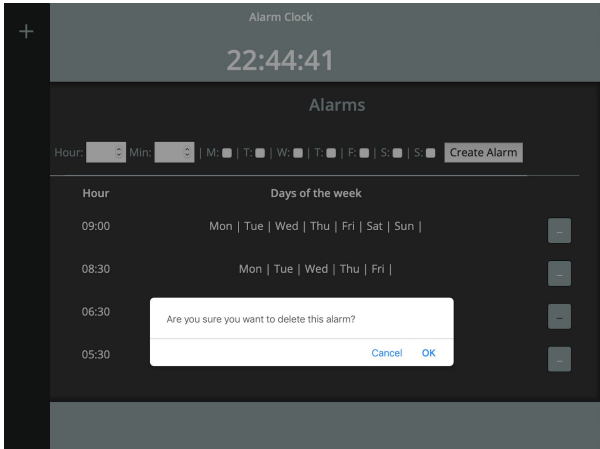 +
Alarm Clock
22:44:41
Alarms
Hour: Min: | M: | T: | W: | T: | F: | S: | S: Create Alarm
Hour Days of the week
09:00 Mon | Tue | Wed | Thu | Fri | Sat | Sun | –
08:30 Mon | Tue | Wed | Thu | Fri | –
06:30 –
Are you sure you want to delete this alarm?
05:30 –
Cancel OK